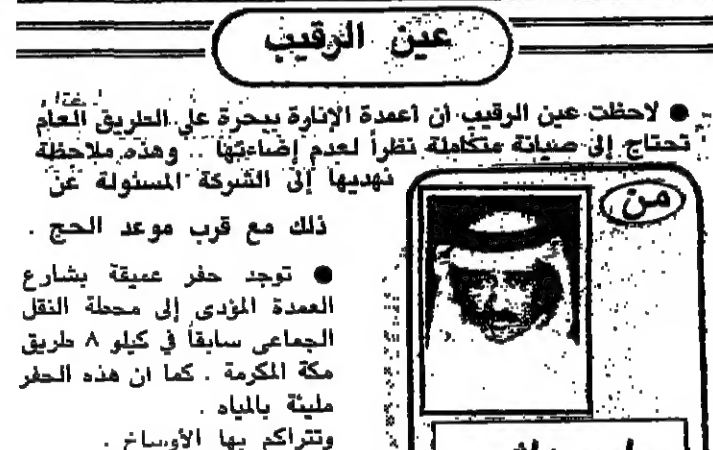 عين الرقيب
● لاحظت عين الرقيب أن أعمدة الإنارة ببحرة على الطريق العام
تحتاج إلى صيانة متكاملة نظراً لعدم إضاءتها .. وهذه ملاحظة
نهديها إلى الشركة المسئولة عن
ذلك مع قرب موعد الحج .
● توجد حفر عميقة بشارع
العمدة المؤدى إلى محطة النقل
الجماعى سابقاً في كيلو ٨ طريق
مكة المكرمة . كما ان هذه الحفر
مليئة بالمياه .
وتتراكم بها الأوساخ .
من